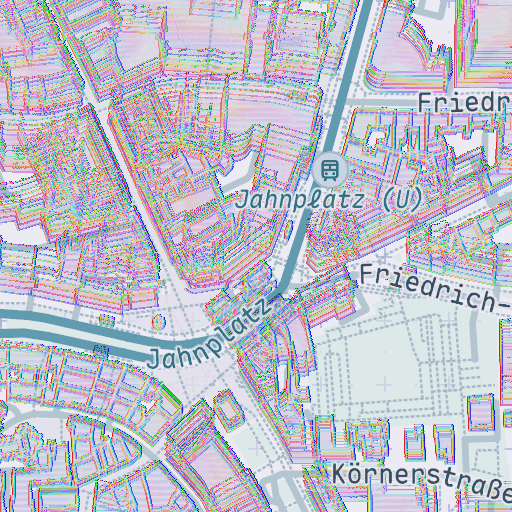 Friedr
Jahnplatz (U)
Friedrich-
Jahnplatz
Körnerstraße